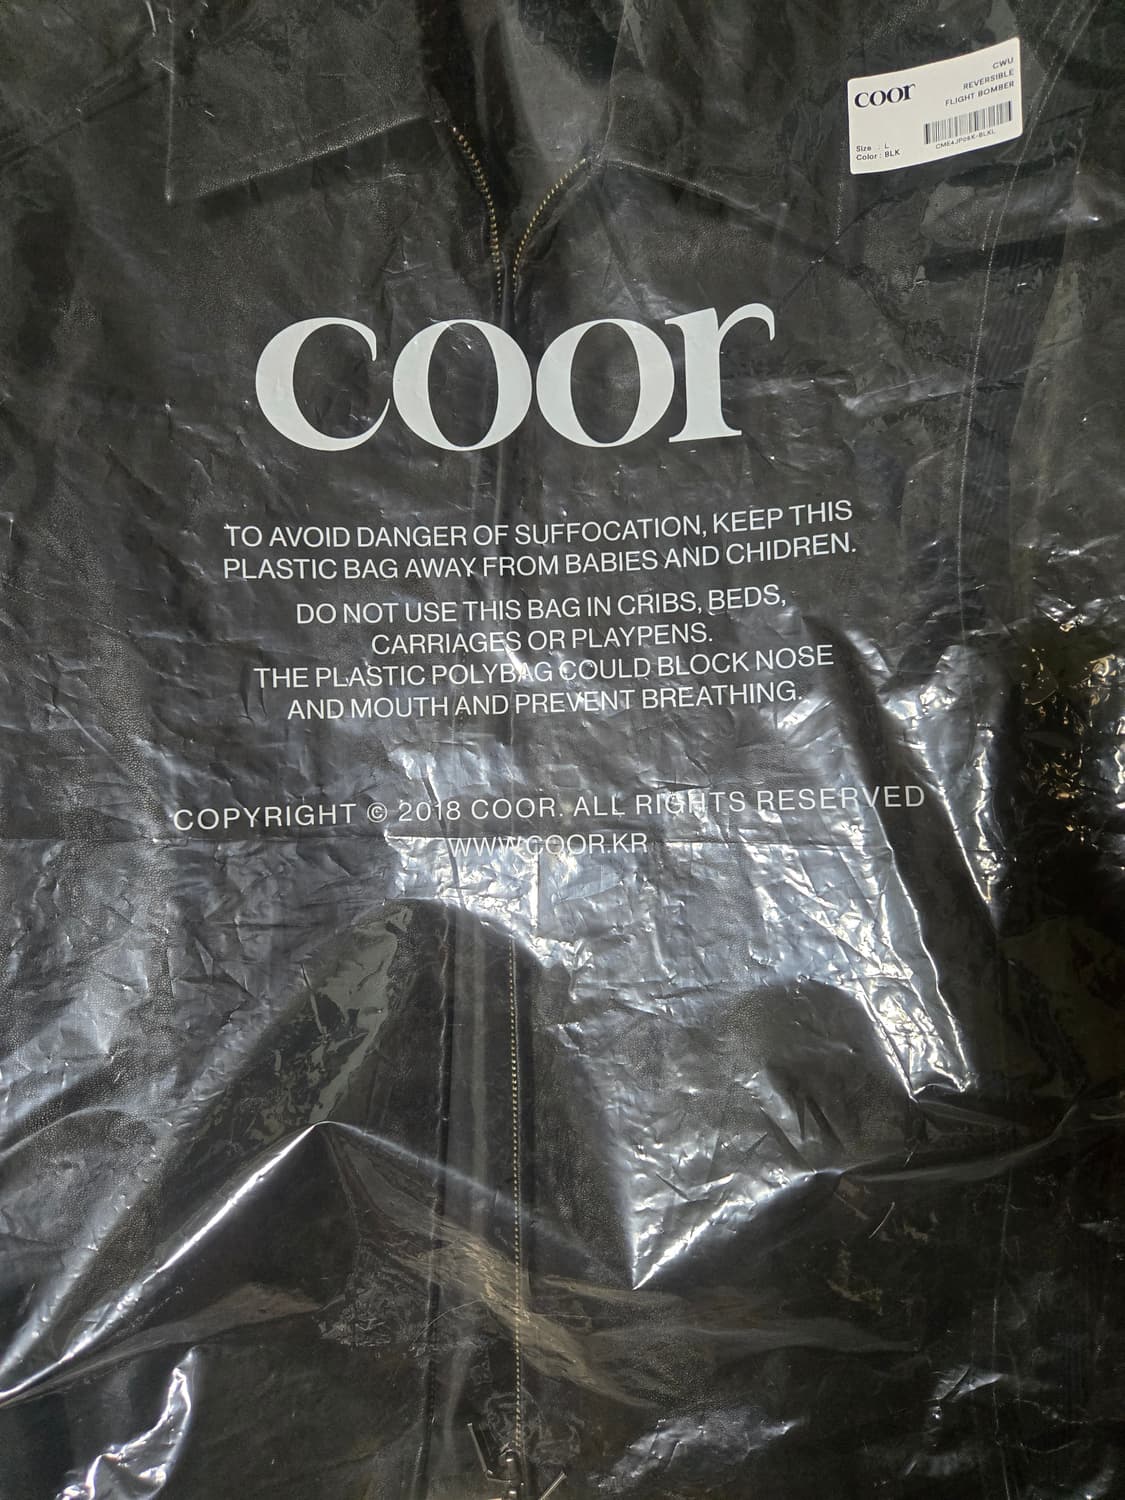 coor
CWU
REVERSIBLE
FLIGHT BOMBER
Size : L
Color : BLK
coor
TO AVOID DANGER OF SUFFOCATION, KEEP THIS
PLASTIC BAG AWAY FROM BABIES AND CHIDREN.
DO NOT USE THIS BAG IN CRIBS, BEDS,
CARRIAGES OR PLAYPENS.
THE PLASTIC POLYBAG COULD BLOCK NOSE
AND MOUTH AND PREVENT BREATHING.
COPYRIGHT © 2018 COOR. ALL RIGHTS RESERVED
WWW.COOR.KR